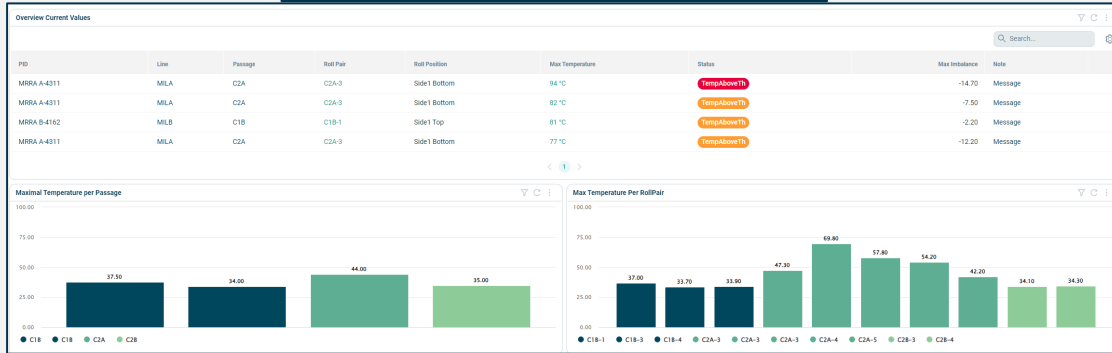 Overview Current Values
Search...
PID Line Passage Roll Pair Roll Position Max Temperature Status Max Imbalance Note
MRRA A-4311 MILA C2A C2A-3 Side1 Bottom 94 °C TempAboveTh -14.70 Message
MRRA A-4311 MILA C2A C2A-3 Side1 Bottom 82 °C TempAboveTh -7.50 Message
MRRA B-4162 MILB C1B C1B-1 Side1 Top 81 °C TempAboveTh -2.20 Message
MRRA A-4311 MILA C2A C2A-3 Side1 Bottom 77 °C TempAboveTh -12.20 Message
< 1 >
Maximal Temperature per Passage
100.00
75.00
50.00
25.00
0.00
37.50 34.00 44.00 35.00
C1B C1B C2A C2B
Max Temperature Per RollPair
100.00
75.00
50.00
25.00
0.00
37.00 33.70 33.90 47.30 69.80 57.80 54.20 42.20 34.10 34.30
C1B-1 C1B-3 C1B-4 C2A-3 C2A-3 C2A-3 C2A-4 C2A-5 C2B-3 C2B-4